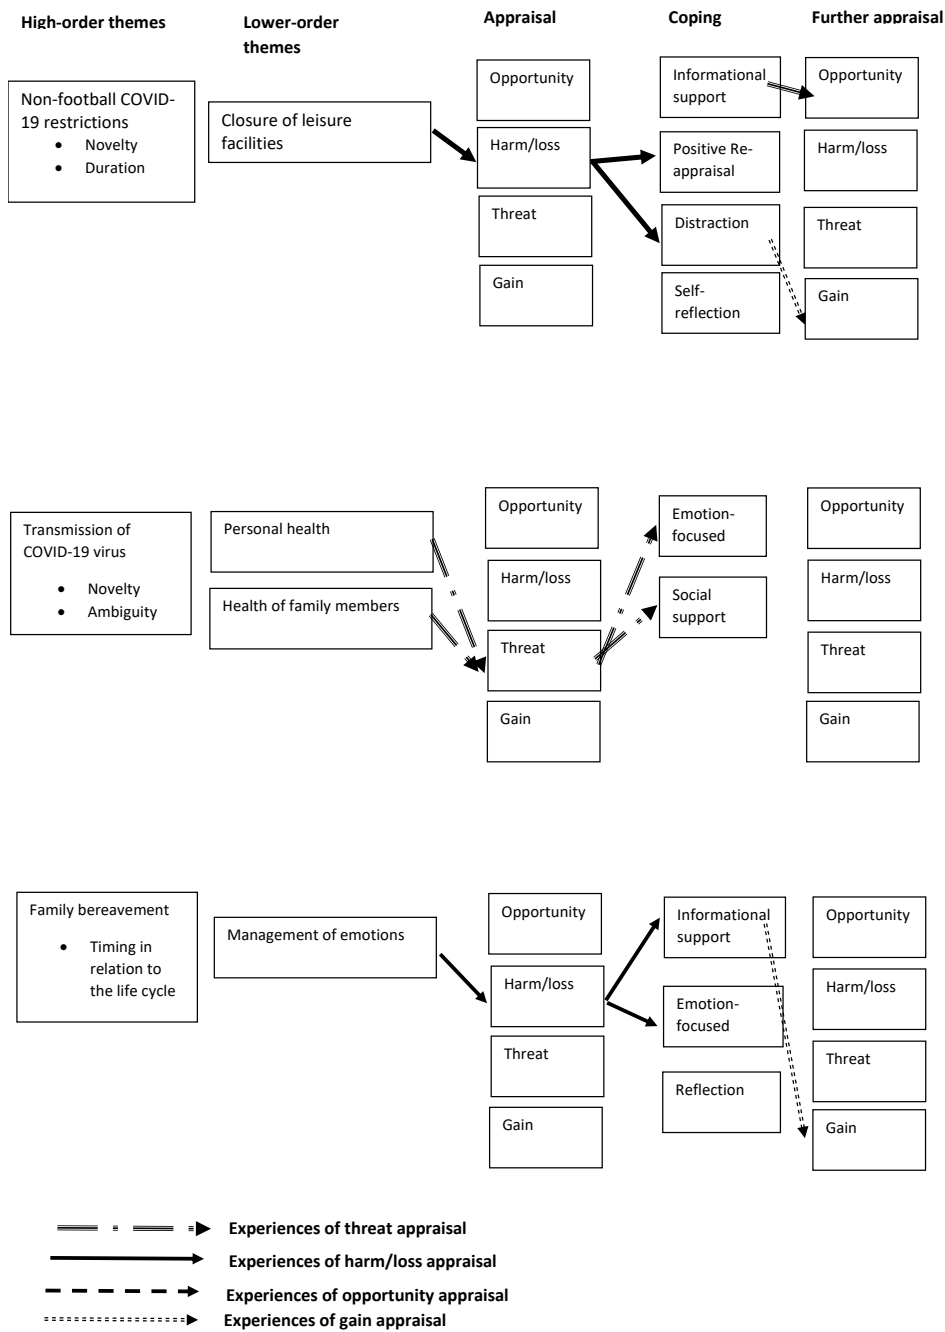 High-order themes
Lower-order
themes
Appraisal
Coping
Further appraisal
Non-football COVID-
19 restrictions
• Novelty
• Duration
Closure of leisure
facilities
Opportunity
Harm/loss
Threat
Gain
Informational
support
Positive Re-
appraisal
Distraction
Self-
reflection
Opportunity
Harm/loss
Threat
Gain
Transmission of
COVID-19 virus
• Novelty
• Ambiguity
Personal health
Health of family members
Opportunity
Harm/loss
Threat
Gain
Emotion-
focused
Social
support
Opportunity
Harm/loss
Threat
Gain
Family bereavement
• Timing in
relation to
the life cycle
Management of emotions
Opportunity
Harm/loss
Threat
Gain
Informational
support
Emotion-
focused
Reflection
Opportunity
Harm/loss
Threat
Gain
Experiences of threat appraisal
Experiences of harm/loss appraisal
Experiences of opportunity appraisal
Experiences of gain appraisal